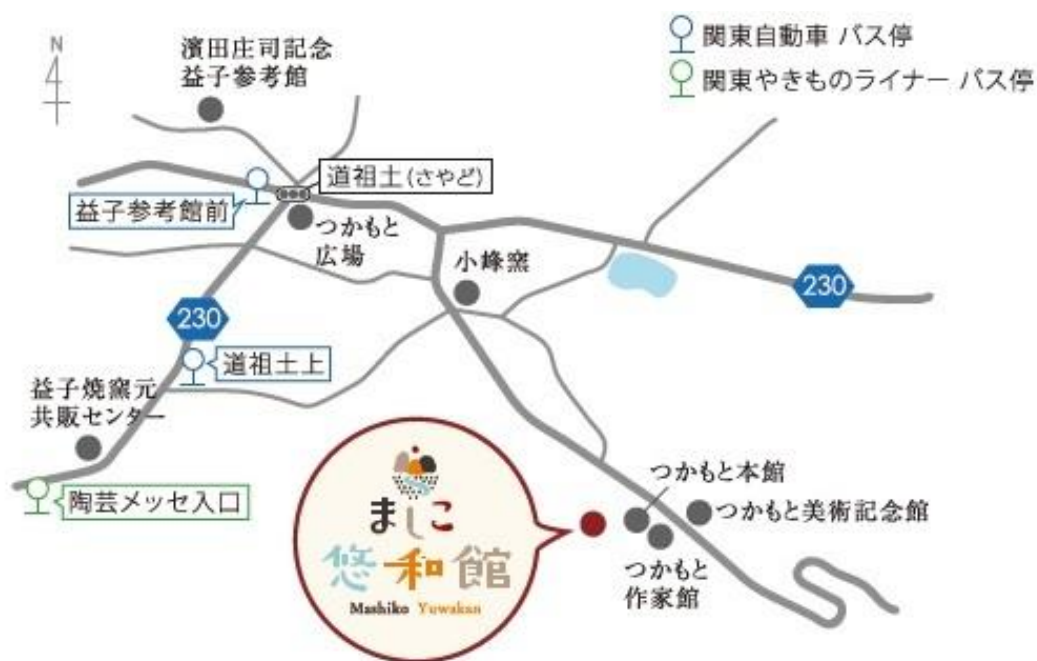 N
濱田庄司記念
益子参考館
関東自動車 バス停
関東やきものライナー バス停
道祖土(さやど)
益子参考館前
つかもと
広場
小峰窯
230
230
道祖土上
益子焼窯元
共販センター
陶芸メッセ入口
ましこ
悠和館
Mashiko Yuwakan
つかもと本館
つかもと美術記念館
つかもと
作家館